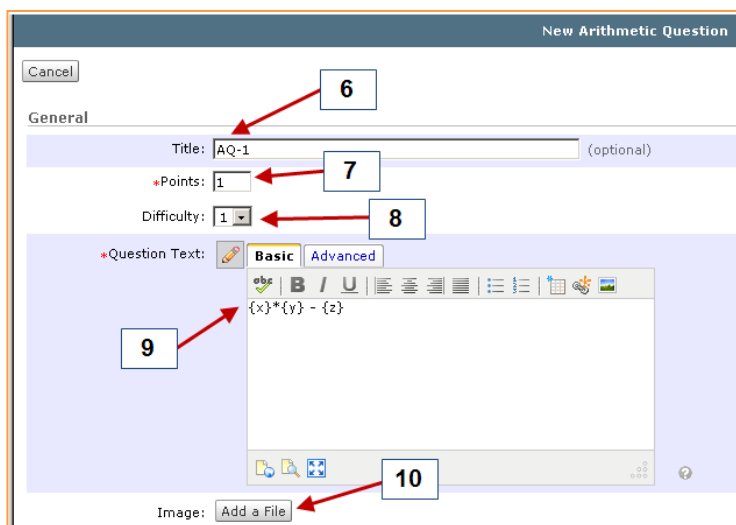 New Arithmetic Question
Cancel
6
General
Title: AQ-1 (optional)
7
*Points: 1
Difficulty: 1
8
*Question Text: Basic Advanced
abc B I U
{x}*{y} - {z}
9
10
Image: Add a File